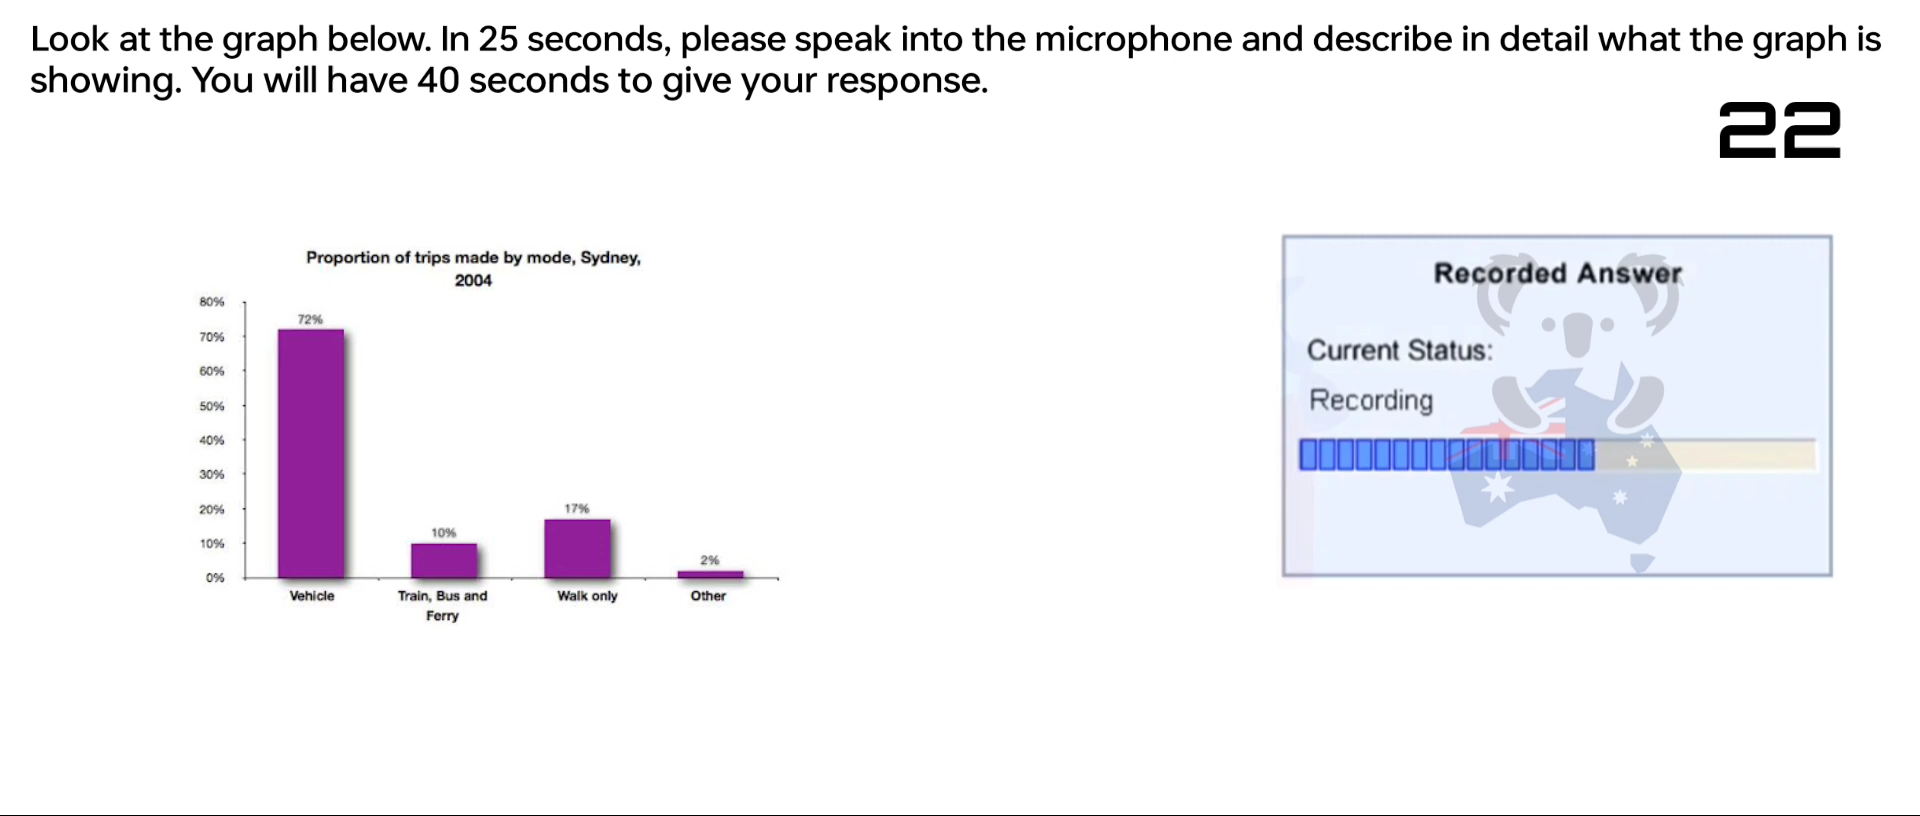 Look at the graph below. In 25 seconds, please speak into the microphone and describe in detail what the graph is
showing. You will have 40 seconds to give your response.
22
Proportion of trips made by mode, Sydney,
2004
80%
70%
60%
50%
40%
30%
20%
10%
0%
72%
10%
17%
2%
Vehicle
Train, Bus and
Ferry
Walk only
Other
Recorded Answer
Current Status:
Recording